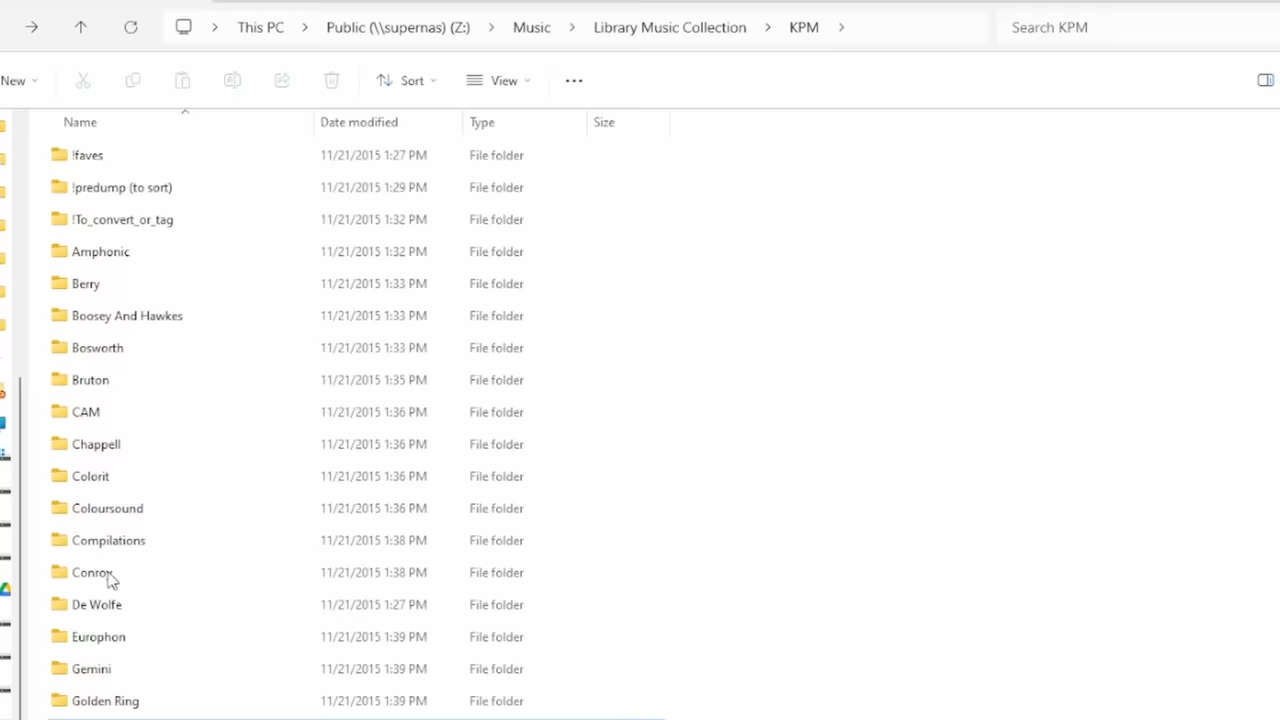 This PC > Public (\\supernas) (Z:) > Music > Library Music Collection > KPM > Search KPM
New Sort View ...
Name Date modified Type Size
!faves 11/21/2015 1:27 PM File folder
!predump (to sort) 11/21/2015 1:29 PM File folder
!To_convert_or_tag 11/21/2015 1:32 PM File folder
Amphonic 11/21/2015 1:32 PM File folder
Berry 11/21/2015 1:33 PM File folder
Boosey And Hawkes 11/21/2015 1:33 PM File folder
Bosworth 11/21/2015 1:33 PM File folder
Bruton 11/21/2015 1:35 PM File folder
CAM 11/21/2015 1:36 PM File folder
Chappell 11/21/2015 1:36 PM File folder
Colorit 11/21/2015 1:36 PM File folder
Coloursound 11/21/2015 1:36 PM File folder
Compilations 11/21/2015 1:38 PM File folder
Conroy 11/21/2015 1:38 PM File folder
De Wolfe 11/21/2015 1:27 PM File folder
Europhon 11/21/2015 1:39 PM File folder
Gemini 11/21/2015 1:39 PM File folder
Golden Ring 11/21/2015 1:39 PM File folder